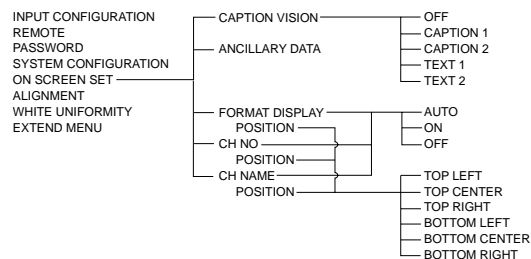 INPUT CONFIGURATION
REMOTE
PASSWORD
SYSTEM CONFIGURATION
ON SCREEN SET
ALIGNMENT
WHITE UNIFORMITY
EXTEND MENU
CAPTION VISION
ANCILLARY DATA
FORMAT DISPLAY
POSITION
CH NO
POSITION
CH NAME
POSITION
OFF
CAPTION 1
CAPTION 2
TEXT 1
TEXT 2
AUTO
ON
OFF
TOP LEFT
TOP CENTER
TOP RIGHT
BOTTOM LEFT
BOTTOM CENTER
BOTTOM RIGHT